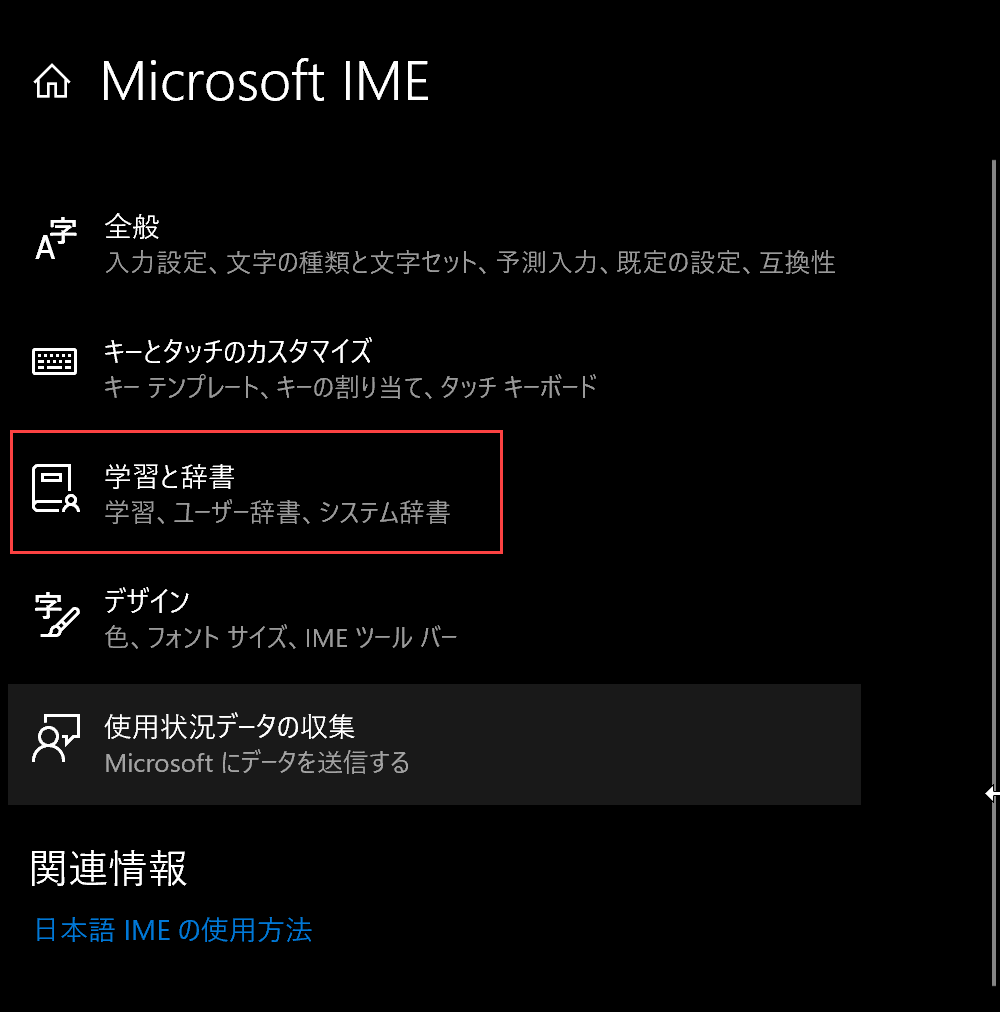 Microsoft IME
全般
入力設定、文字の種類と文字セット、予測入力、既定の設定、互換性
キーとタッチのカスタマイズ
キー テンプレート、キーの割り当て、タッチ キーボード
学習と辞書
学習、ユーザー辞書、システム辞書
デザイン
色、フォント サイズ、IME ツール バー
使用状況データの収集
Microsoft にデータを送信する
関連情報
日本語 IME の使用方法